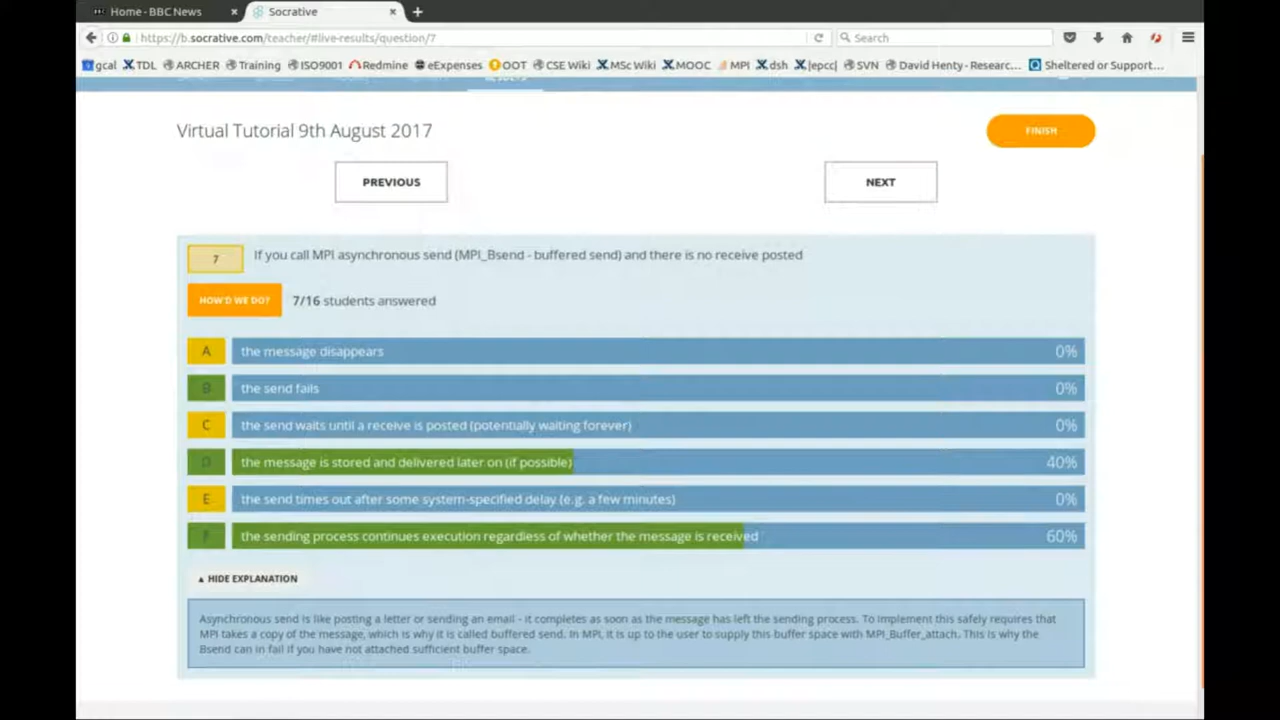 Home - BBC News
Socrative
https://b.socrative.com/teacher/#live-results/question/7
Search
gcal TDL ARCHER Training ISO9001 Redmine eExpenses OOT CSE Wiki MSc Wiki MOOC MPI dsh |epcc| SVN David Henty - Researc... Sheltered or Support...
Virtual Tutorial 9th August 2017
FINISH
PREVIOUS
NEXT
7 If you call MPI asynchronous send (MPI_Bsend - buffered send) and there is no receive posted
HOW'D WE DO? 7/16 students answered
A the message disappears 0%
B the send fails 0%
C the send waits until a receive is posted (potentially waiting forever) 0%
D the message is stored and delivered later on (if possible) 40%
E the send times out after some system-specified delay (e.g. a few minutes) 0%
F the sending process continues execution regardless of whether the message is received 60%
▲ HIDE EXPLANATION
Asynchronous send is like posting a letter or sending an email - it completes as soon as the message has left the sending process. To implement this safely requires that
MPI takes a copy of the message, which is why it is called buffered send. In MPI, it is up to the user to supply this buffer space with MPI_Buffer_attach. This is why the
Bsend can in fail if you have not attached sufficient buffer space.